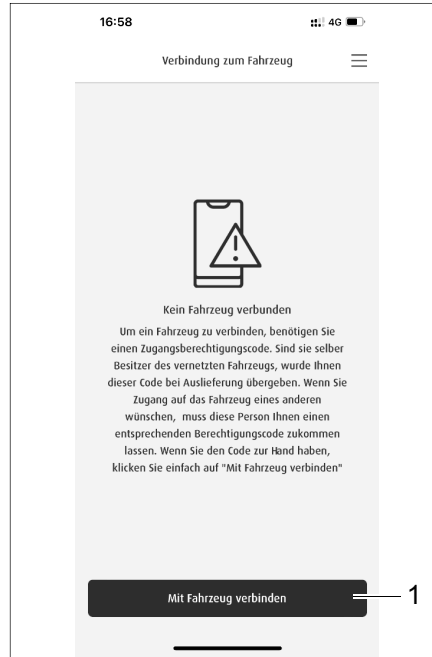 16:58
4G
Verbindung zum Fahrzeug
Kein Fahrzeug verbunden
Um ein Fahrzeug zu verbinden, benötigen Sie
einen Zugangsberechtigungscode. Sind sie selber
Besitzer des vernetzten Fahrzeugs, wurde Ihnen
dieser Code bei Auslieferung übergeben. Wenn Sie
Zugang auf das Fahrzeug eines anderen
wünschen, muss diese Person Ihnen einen
entsprechenden Berechtigungscode zukommen
lassen. Wenn Sie den Code zur Hand haben,
klicken Sie einfach auf "Mit Fahrzeug verbinden"
Mit Fahrzeug verbinden
1